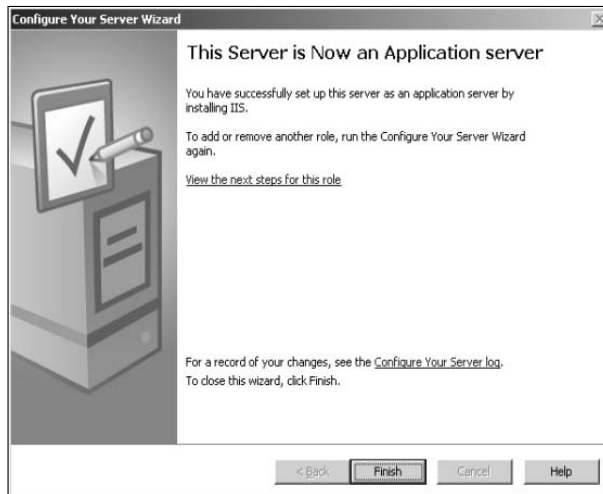 Configure Your Server Wizard
This Server is Now an Application server
You have successfully set up this server as an application server by
installing IIS.
To add or remove another role, run the Configure Your Server Wizard
again.
View the next steps for this role
For a record of your changes, see the Configure Your Server log.
To close this wizard, click Finish.
< Back Finish Cancel Help